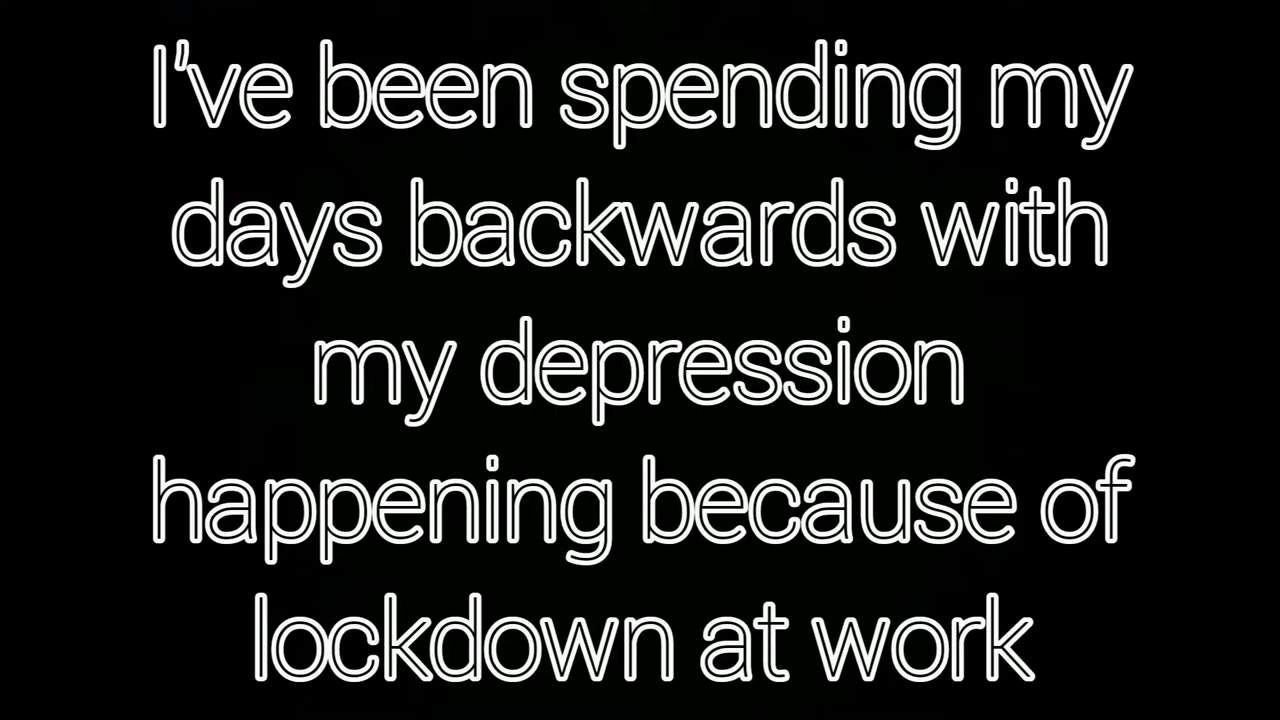 I've been spending my
days backwards with
my depression
happening because of
lockdown at work